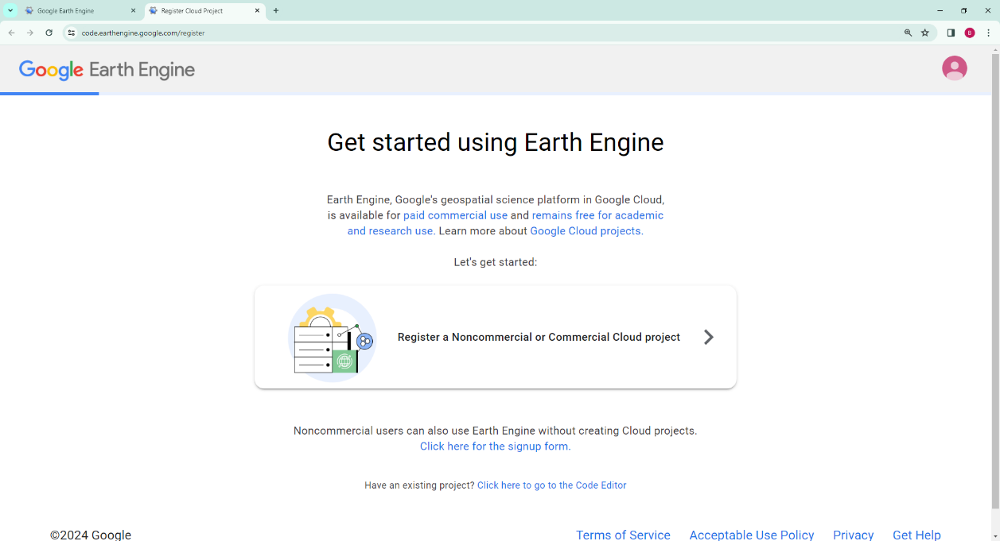 Google Earth Engine
Register Cloud Project
code.earthengine.google.com/register
B
Google Earth Engine
Get started using Earth Engine
Earth Engine, Google's geospatial science platform in Google Cloud,
is available for paid commercial use and remains free for academic
and research use. Learn more about Google Cloud projects.
Let's get started:
Register a Noncommercial or Commercial Cloud project
Noncommercial users can also use Earth Engine without creating Cloud projects.
Click here for the signup form.
Have an existing project? Click here to go to the Code Editor
©2024 Google
Terms of Service
Acceptable Use Policy
Privacy
Get Help